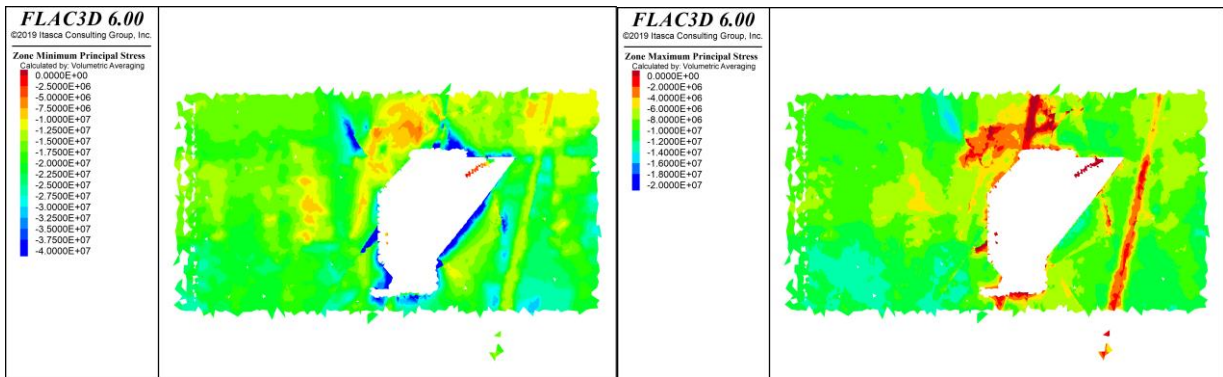 FLAC3D 6.00
©2019 Itasca Consulting Group, Inc.
Zone Minimum Principal Stress
Calculated by: Volumetric Averaging
0.0000E+00
-2.5000E+06
-5.0000E+06
-7.5000E+06
-1.0000E+07
-1.2500E+07
-1.5000E+07
-1.7500E+07
-2.0000E+07
-2.2500E+07
-2.5000E+07
-2.7500E+07
-3.0000E+07
-3.2500E+07
-3.5000E+07
-3.7500E+07
-4.0000E+07
FLAC3D 6.00
©2019 Itasca Consulting Group, Inc.
Zone Maximum Principal Stress
Calculated by: Volumetric Averaging
0.0000E+00
-2.0000E+06
-4.0000E+06
-6.0000E+06
-8.0000E+06
-1.0000E+07
-1.2000E+07
-1.4000E+07
-1.6000E+07
-1.8000E+07
-2.0000E+07